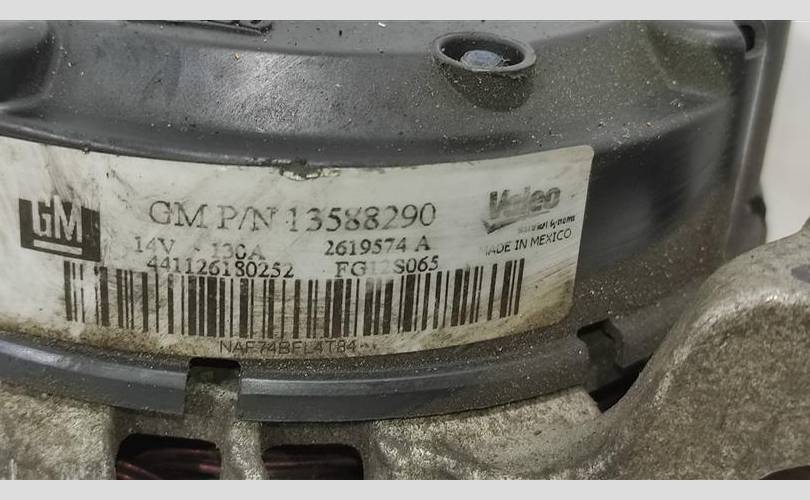 GM
GM P/N 13588290
Valeo
14V - 130A 2619574 A
MADE IN MEXICO
441126180252 FG12S065
NAF74BFL4T84